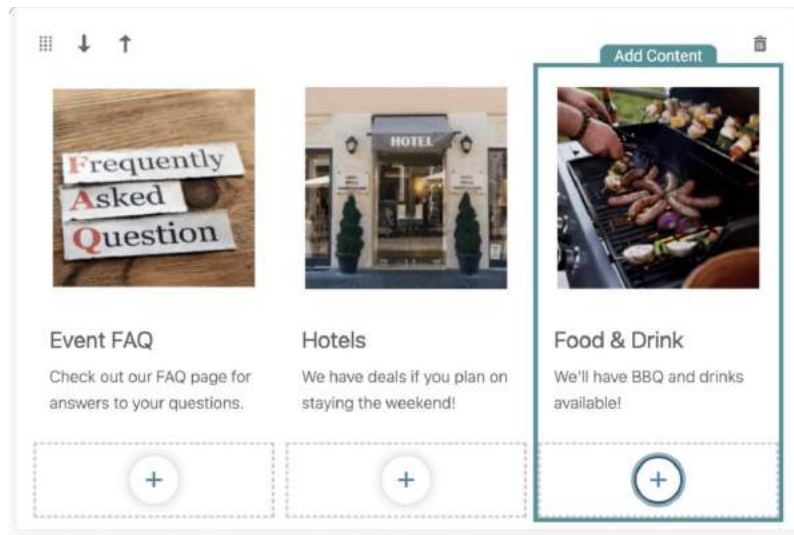 Add Content
Frequently
Asked
Question
HOTEL
Event FAQ
Check out our FAQ page for
answers to your questions.
Hotels
We have deals if you plan on
staying the weekend!
Food & Drink
We'll have BBQ and drinks
available!